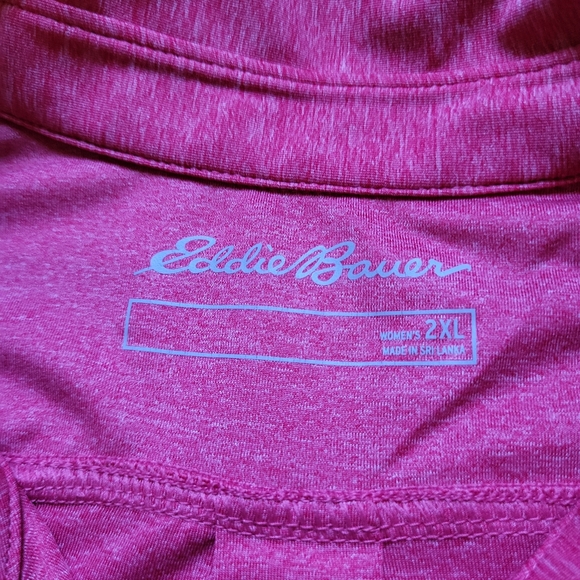 Eddie Bauer
WOMEN'S 2XL
MADE IN SRI LANKA